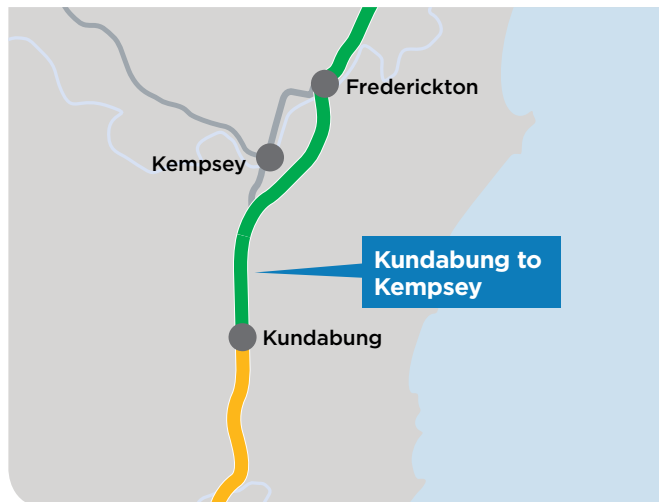 Frederickton
Kempsey
Kundabung to
Kempsey
Kundabung